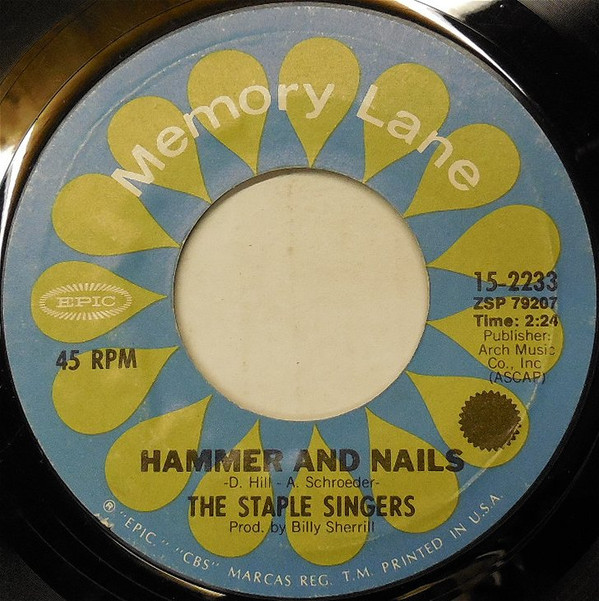 Memory Lane
EPIC
15-2233
ZSP 79207
Time: 2:24
Publisher:
Arch Music
Co., Inc
(ASCAP)
45 RPM
HAMMER AND NAILS
-D. Hill - A. Schroeder-
THE STAPLE SINGERS
Prod. by Billy Sherrill
® "EPIC," "CBS" MARCAS REG. T.M. PRINTED IN U.S.A.